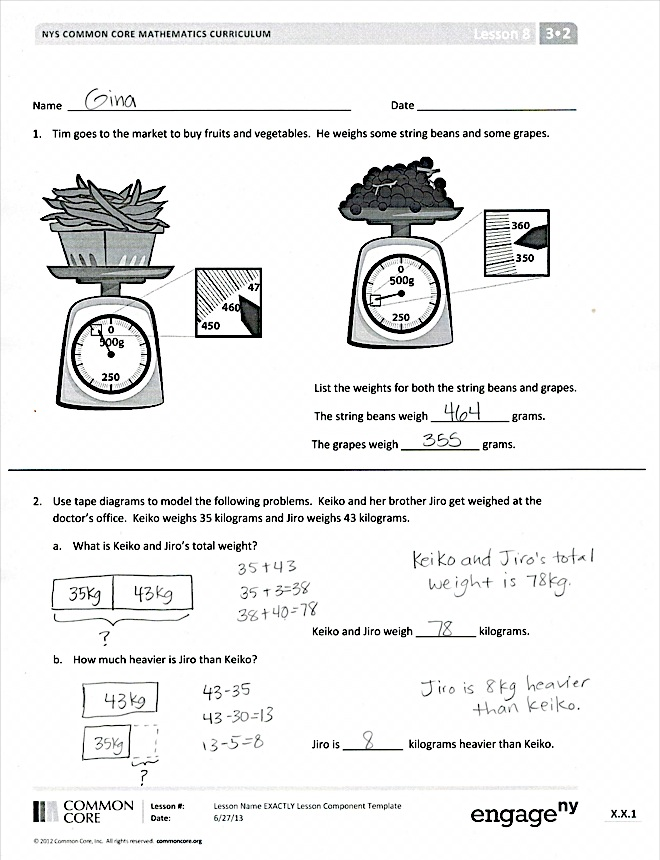 NYS COMMON CORE MATHEMATICS CURRICULUM
Lesson 8
3•2
Name Gina
Date
1. Tim goes to the market to buy fruits and vegetables. He weighs some string beans and some grapes.
0
500g
250
47
460
450
0
500g
250
360
350
List the weights for both the string beans and grapes.
The string beans weigh 464 grams.
The grapes weigh 355 grams.
2. Use tape diagrams to model the following problems. Keiko and her brother Jiro get weighed at the
doctor's office. Keiko weighs 35 kilograms and Jiro weighs 43 kilograms.
a. What is Keiko and Jiro's total weight?
35kg 43kg
?
35+43
35+3=38
38+40=78
Keiko and Jiro's total
weight is 78kg.
Keiko and Jiro weigh 78 kilograms.
b. How much heavier is Jiro than Keiko?
43kg
35kg
?
43-35
43-30=13
13-5=8
Jiro is 8kg heavier
than keiko.
Jiro is 8 kilograms heavier than Keiko.
COMMON
CORE
Lesson #: Lesson Name EXACTLY Lesson Component Template
Date: 6/27/13
engageny
X.X.1
© 2012 Common Core, Inc. All rights reserved. commoncore.org